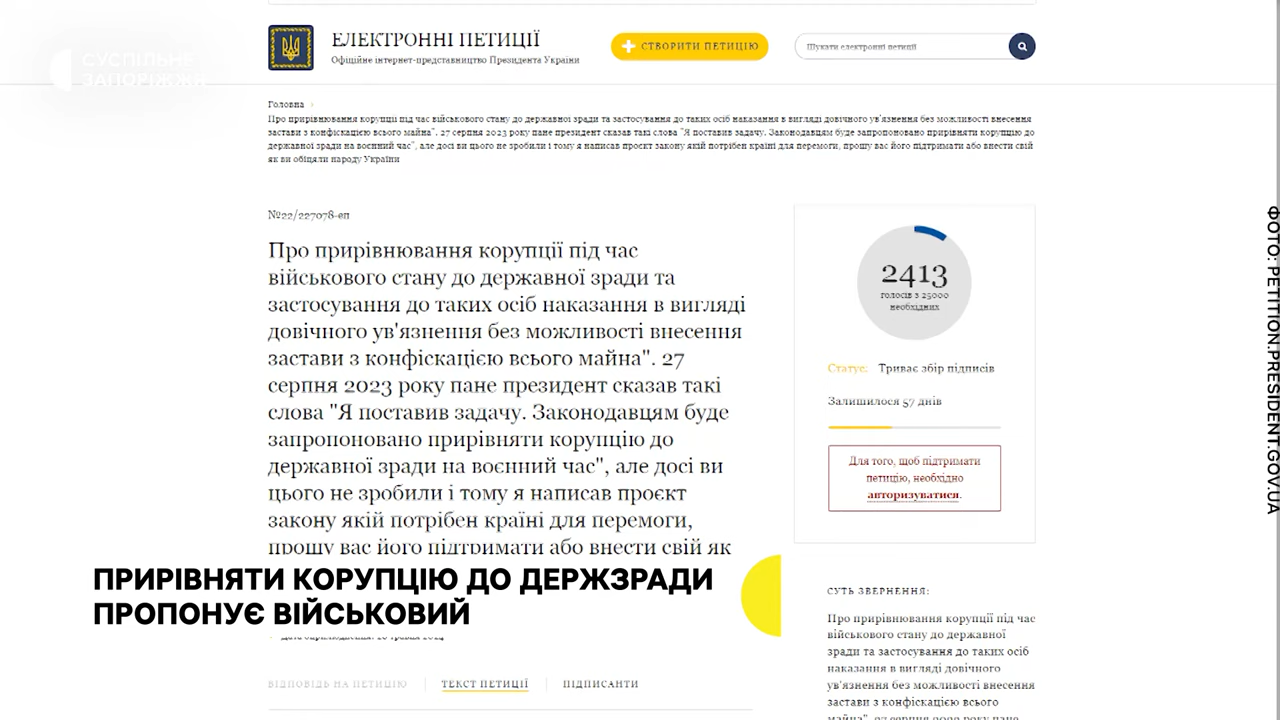 СУСПІЛЬНЕ
ЗАПОРІЖЖЯ
ЕЛЕКТРОННІ ПЕТИЦІЇ
Офіційне інтернет-представництво Президента України
СТВОРИТИ ПЕТИЦІЮ
Шукати електронні петиції
Головна
Про прирівнювання корупції під час військового стану до державної зради та застосування до таких осіб наказання в вигляді довічного ув'язнення без можливості внесення
застави з конфіскацією всього майна". 27 серпня 2023 року пане президент сказав такі слова "Я поставив задачу. Законодавцям буде запропоновано прирівняти корупцію до
державної зради на воєнний час", але досі ви цього не зробили і тому я написав проєкт закону якій потрібен країні для перемоги, прошу вас його підтримати або внести свій
як ви обіцяли народу України
№22/227078-еп
Про прирівнювання корупції під час
військового стану до державної зради та
застосування до таких осіб наказання в вигляді
довічного ув'язнення без можливості внесення
застави з конфіскацією всього майна". 27
серпня 2023 року пане президент сказав такі
слова "Я поставив задачу. Законодавцям буде
запропоновано прирівняти корупцію до
державної зради на воєнний час", але досі ви
цього не зробили і тому я написав проєкт
закону якій потрібен країні для перемоги,
прошу вас його підтримати або внести свій як
2413
голосів з 25000
необхідних
Статус: Триває збір підписів
Залишилося 57 днів
Для того, щоб підтримати
петицію, необхідно
авторизуватися.
ФОТО: PETITION.PRESIDENT.GOV.UA
ПРИРІВНЯТИ КОРУПЦІЮ ДО ДЕРЖЗРАДИ
ПРОПОНУЄ ВІЙСЬКОВИЙ
ВІДПОВІДЬ НА ПЕТИЦІЮ
ТЕКСТ ПЕТИЦІЇ
ПІДПИСАНТИ
СУТЬ ЗВЕРНЕННЯ:
Про прирівнювання корупції під час
військового стану до державної
зради та застосування до таких осіб
наказання в вигляді довічного
ув'язнення без можливості внесення
застави з конфіскацією всього